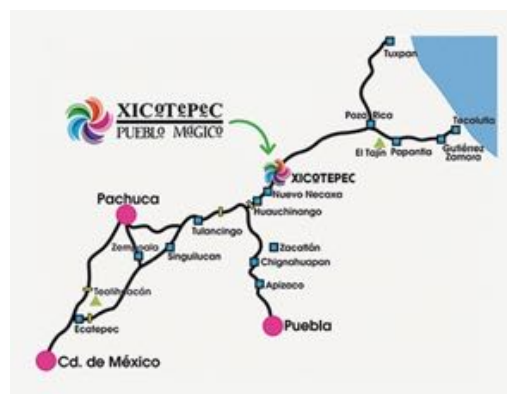 Tuxpan
XICOTEPEC
PUEBLO MáGICO
Poza Rica
Tecolutla
El Tajín
Papantla
Gutiérrez
Zamora
XICOTEPEC
Nuevo Necaxa
Huauchinango
Pachuca
Tulancingo
Zempoala
Singuilucan
Zacatlán
Chignahuapan
Teotihuacán
Apizaco
Ecatepec
Puebla
Cd. de México